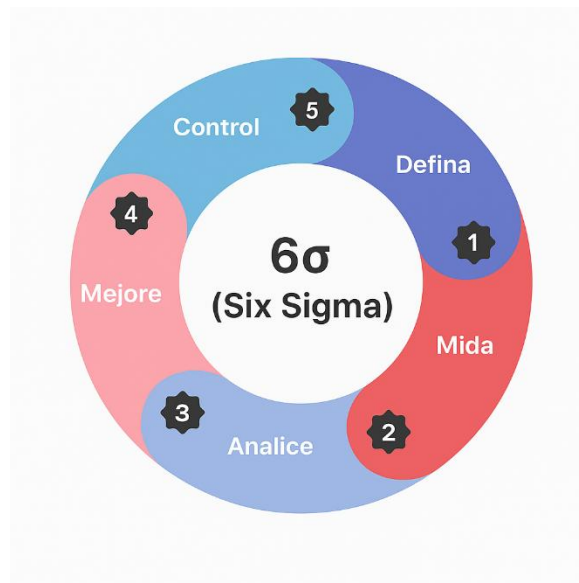 6σ
(Six Sigma)
Defina
1
Mida
2
Analice
3
Mejore
4
Control
5